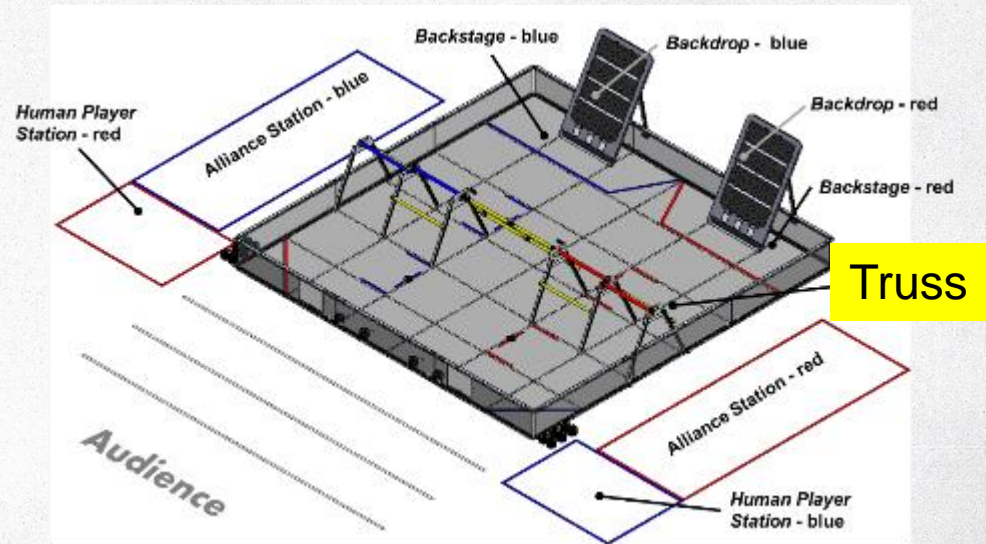 Backstage - blue
Backdrop - blue
Human Player
Station - red
Alliance Station - blue
Backdrop - red
Backstage - red
Truss
Alliance Station - red
Audience
Human Player
Station - blue